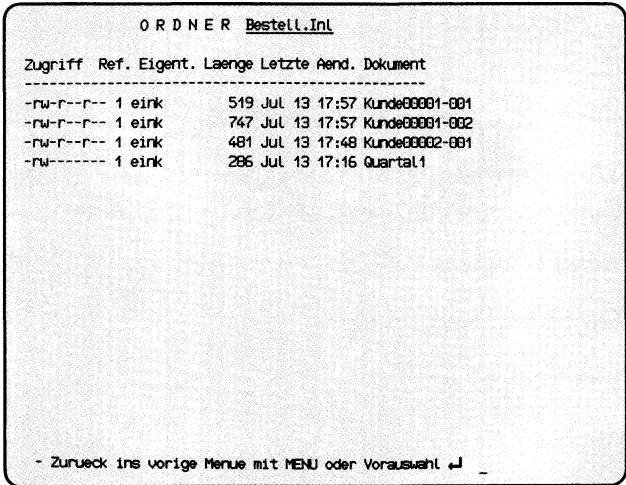 O R D N E R Bestell.Inl
Zugriff Ref. Eigent. Laenge Letzte Aend. Dokument
-----------------------------------------------------
-rw-r--r-- 1 eink 519 Jul 13 17:57 Kunde00001-001
-rw-r--r-- 1 eink 747 Jul 13 17:57 Kunde00001-002
-rw-r--r-- 1 eink 481 Jul 13 17:48 Kunde00002-001
-rw------- 1 eink 286 Jul 13 17:16 Quartal1
- Zurueck ins vorige Menue mit MENU oder Vorauswahl ↵ _